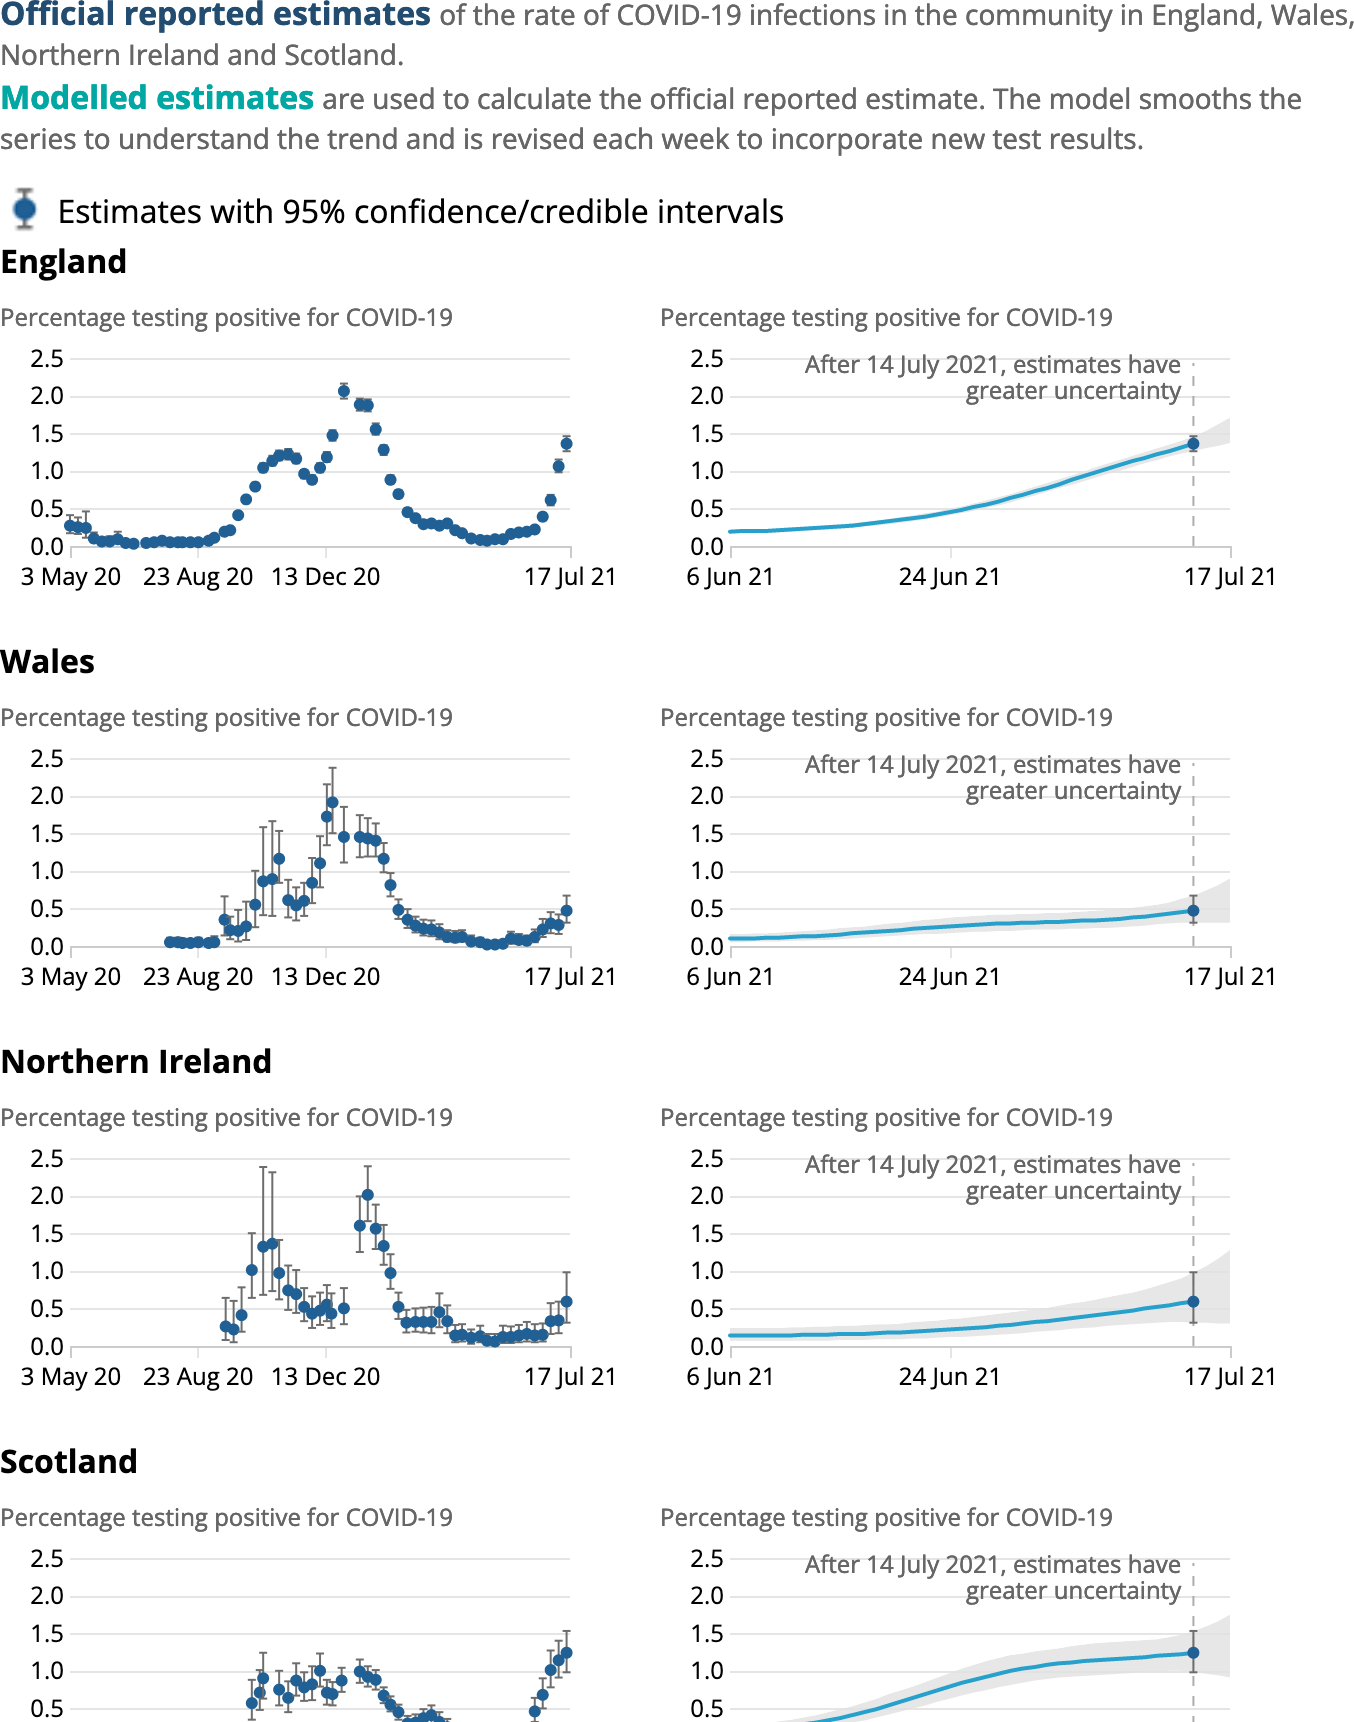 Official reported estimates of the rate of COVID-19 infections in the community in England, Wales,
Northern Ireland and Scotland.
Modelled estimates are used to calculate the official reported estimate. The model smooths the
series to understand the trend and is revised each week to incorporate new test results.
Estimates with 95% confidence/credible intervals
England
Percentage testing positive for COVID-19
2.5
2.0
1.5
1.0
0.5
0.0
3 May 20 23 Aug 20 13 Dec 20 17 Jul 21
Percentage testing positive for COVID-19
After 14 July 2021, estimates have
greater uncertainty
2.5
2.0
1.5
1.0
0.5
0.0
6 Jun 21 24 Jun 21 17 Jul 21
Wales
Percentage testing positive for COVID-19
2.5
2.0
1.5
1.0
0.5
0.0
3 May 20 23 Aug 20 13 Dec 20 17 Jul 21
Percentage testing positive for COVID-19
After 14 July 2021, estimates have
greater uncertainty
2.5
2.0
1.5
1.0
0.5
0.0
6 Jun 21 24 Jun 21 17 Jul 21
Northern Ireland
Percentage testing positive for COVID-19
2.5
2.0
1.5
1.0
0.5
0.0
3 May 20 23 Aug 20 13 Dec 20 17 Jul 21
Percentage testing positive for COVID-19
After 14 July 2021, estimates have
greater uncertainty
2.5
2.0
1.5
1.0
0.5
0.0
6 Jun 21 24 Jun 21 17 Jul 21
Scotland
Percentage testing positive for COVID-19
2.5
2.0
1.5
1.0
0.5
Percentage testing positive for COVID-19
After 14 July 2021, estimates have
greater uncertainty
2.5
2.0
1.5
1.0
0.5